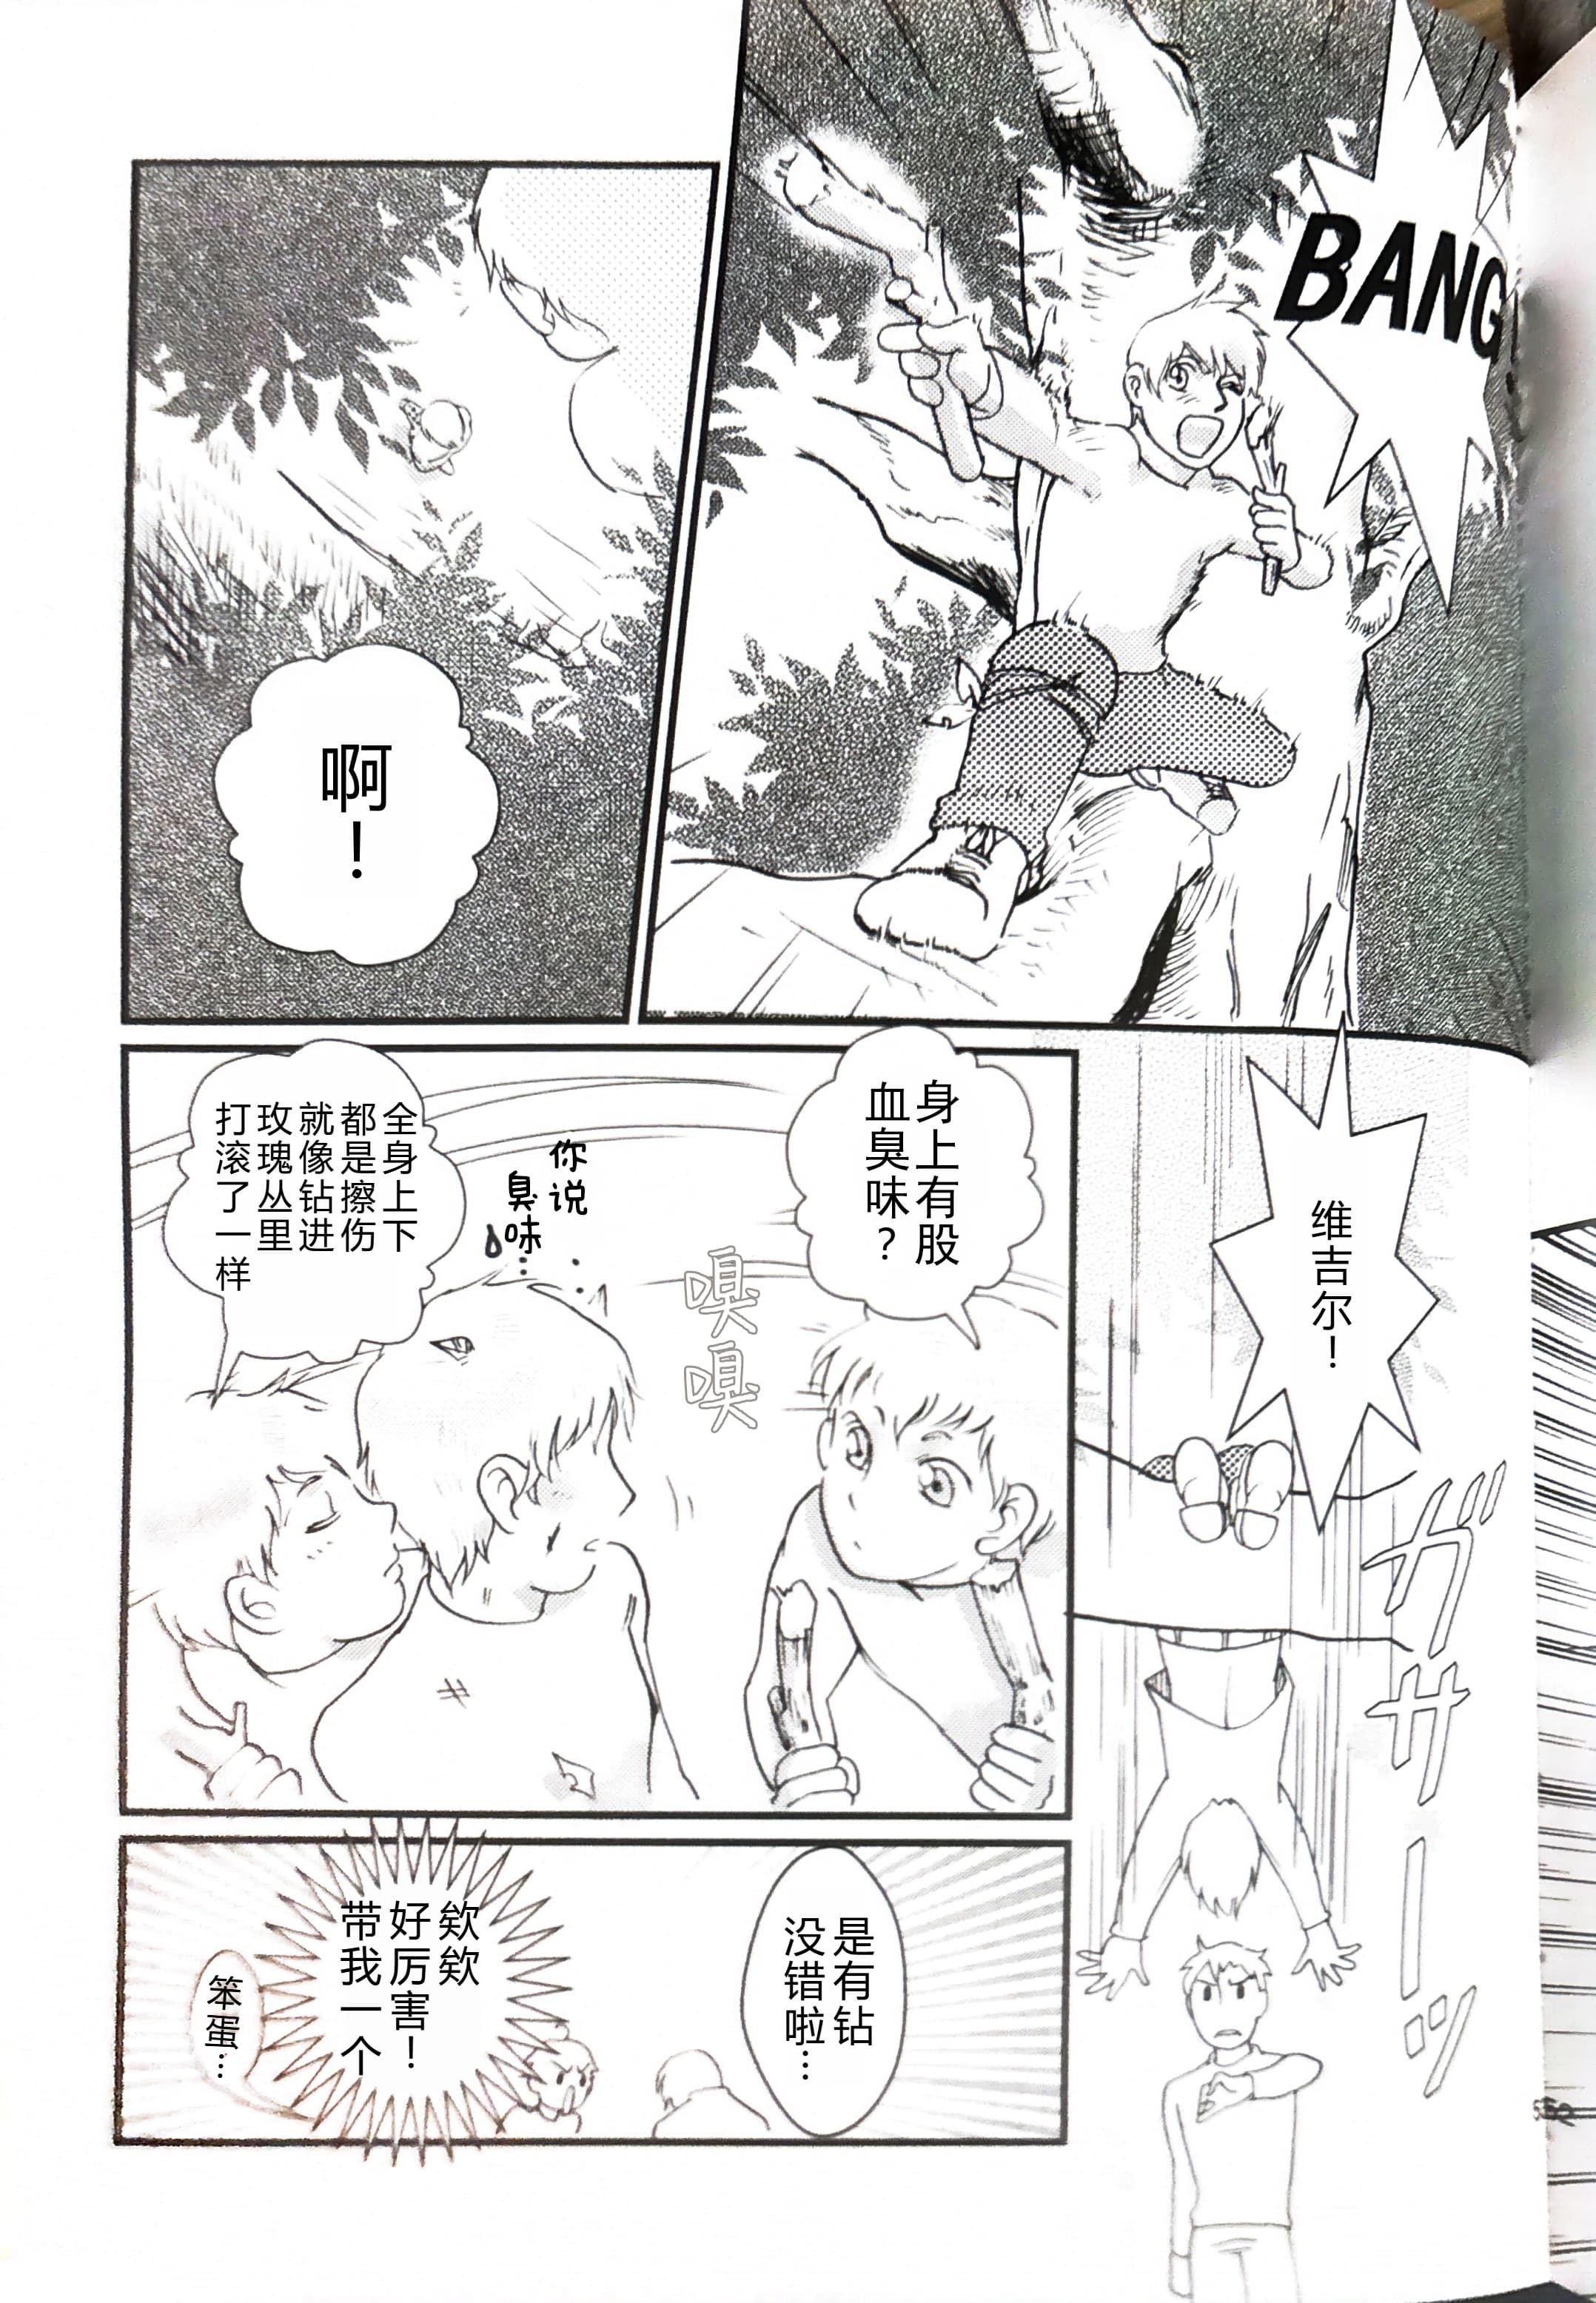 BANG
啊！
维吉尔！
ガサーッ
身上有股
血臭味？
嗅嗅
你说
臭味…
全身上下
都是擦伤
就像钻进
玫瑰丛里
打滚了一样
是有钻
没错啦…
欸欸
好厉害！
带我一个
笨蛋…